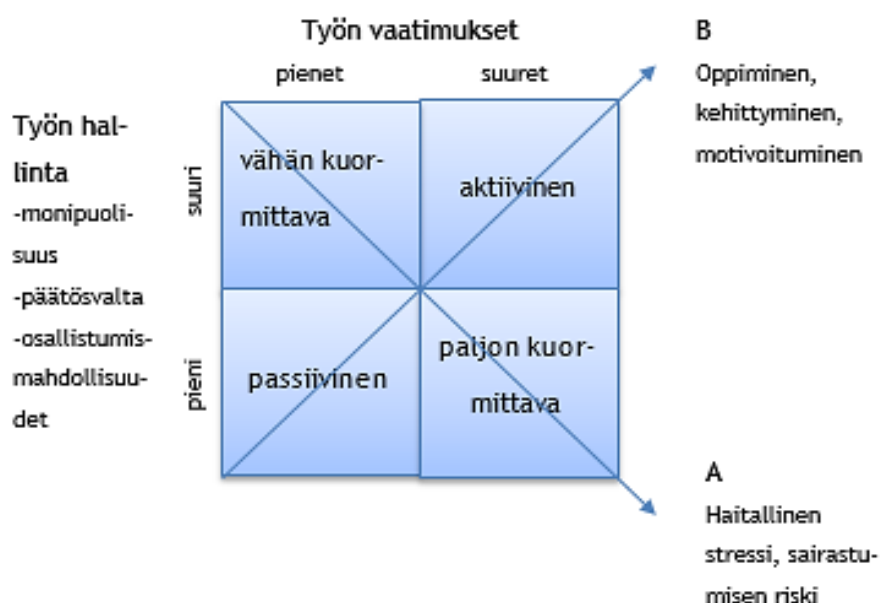 Työn vaatimukset
pienet
suuret
B
Oppiminen,
kehittyminen,
motivoituminen
Työn hal-
linta
-monipuoli-
suus
-päätösvalta
-osallistumis-
mahdollisuu-
det
suuri
pieni
vähän kuor-
mittava
aktiivinen
passiivinen
paljon kuor-
mittava
A
Haitallinen
stressi, sairastu-
misen riski